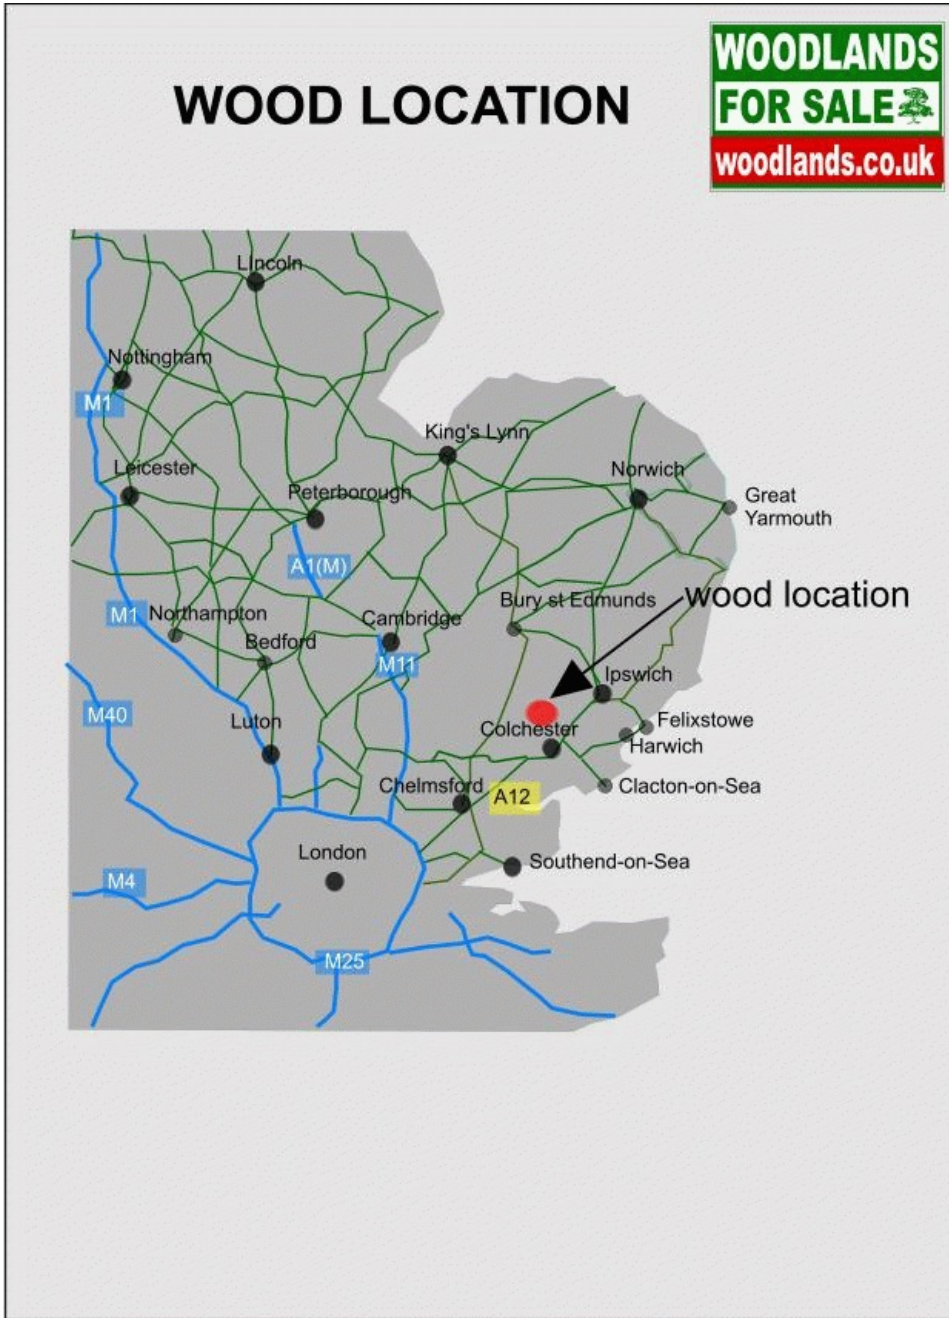 WOODLANDS
FOR SALE
woodlands.co.uk
WOOD LOCATION
LIncoln
Nottingham
M1
King's Lynn
Leicester
Norwich
Peterborough
Great
Yarmouth
A1(M)
wood location
Bury st Edmunds
M1
Northampton
Cambridge
Bedford
M11
Ipswich
M40
Luton
Felixstowe
Colchester
Harwich
Chelmsford
A12
Clacton-on-Sea
London
Southend-on-Sea
M4
M25